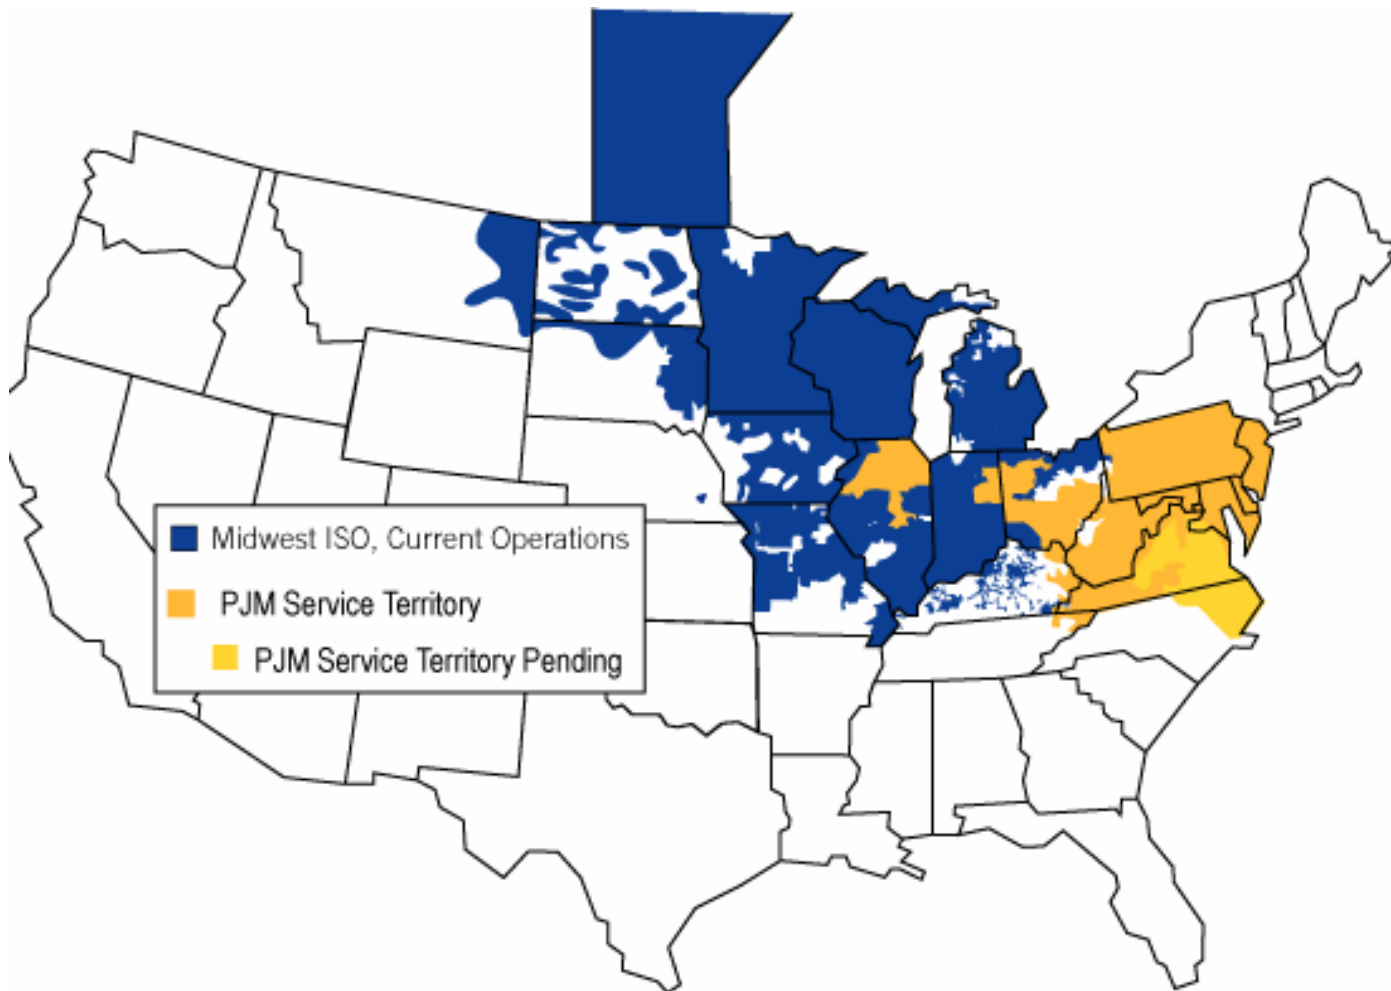 Midwest ISO, Current Operations
PJM Service Territory
PJM Service Territory Pending